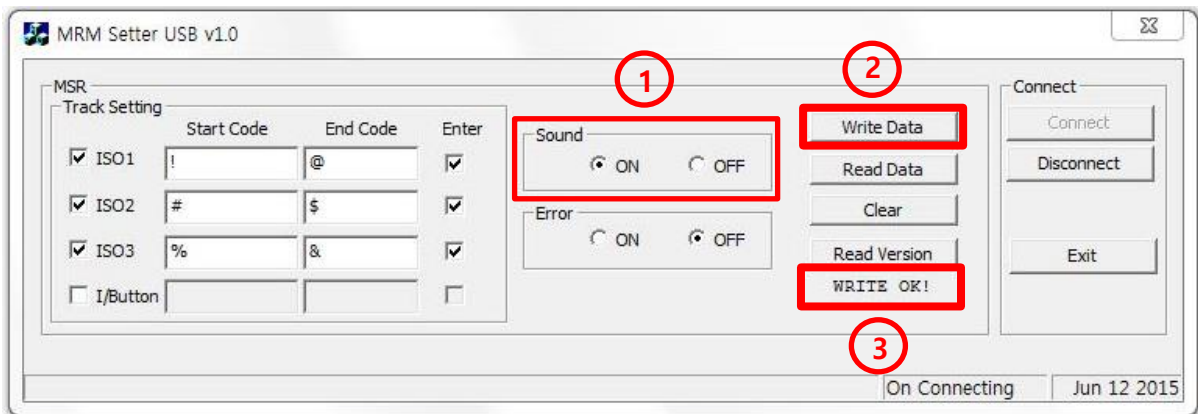 MRM Setter USB v1.0
MSR
Track Setting
Start Code End Code Enter
ISO1 ! @
ISO2 # $
ISO3 % &
I/Button
1
Sound
ON OFF
Error
ON OFF
2
Write Data
Read Data
Clear
Read Version
WRITE OK!
3
Connect
Connect
Disconnect
Exit
On Connecting
Jun 12 2015